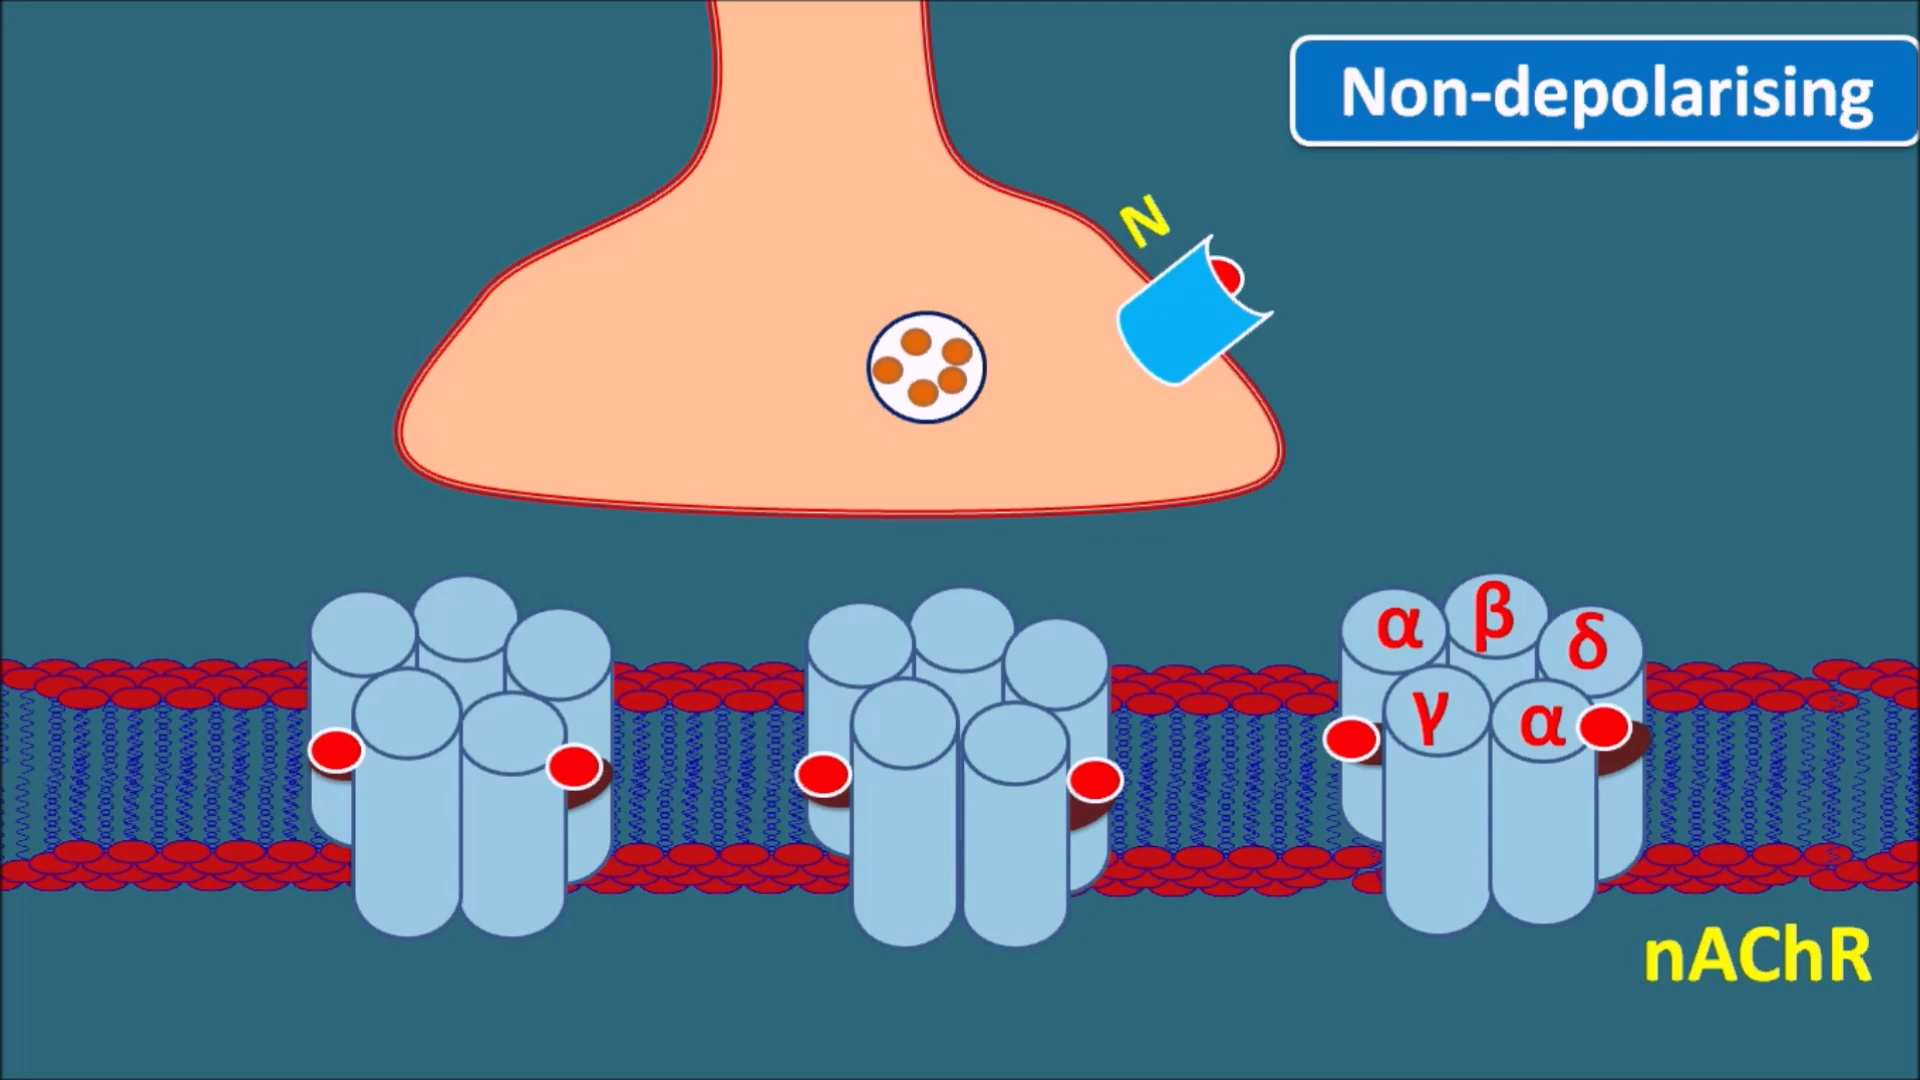 Non-depolarising
N
α β δ
γ α
nAChR